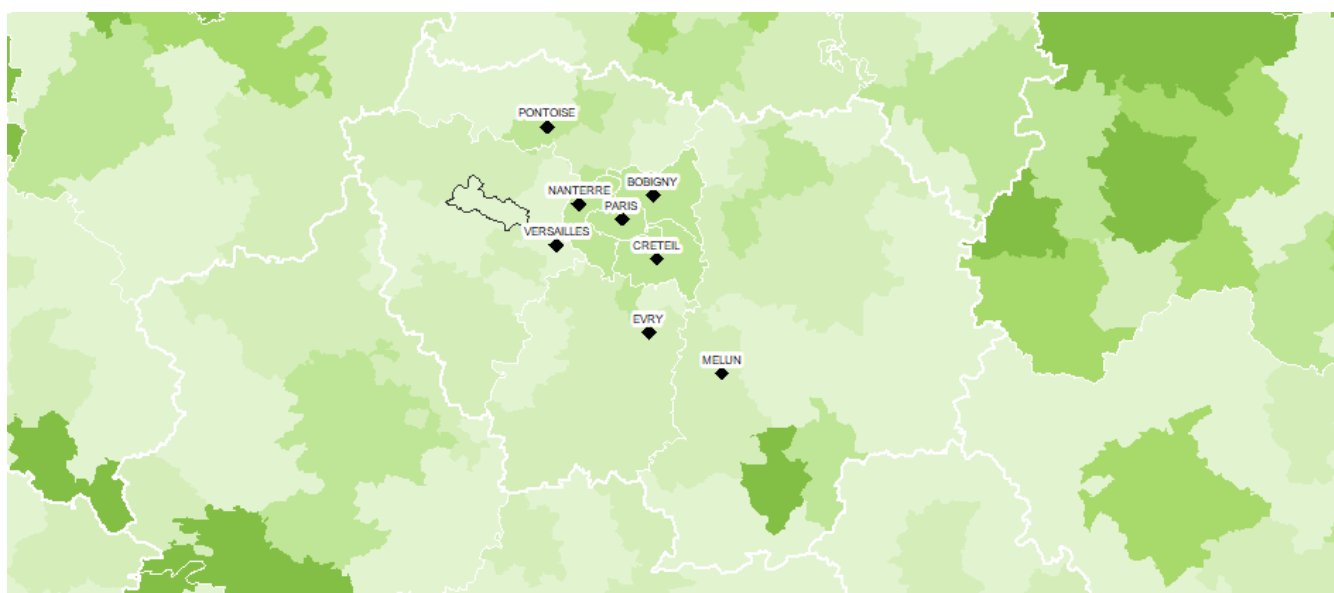 PONTOISE
BOBIGNY
NANTERRE
PARIS
VERSAILLES
CRETEIL
EVRY
MELUN